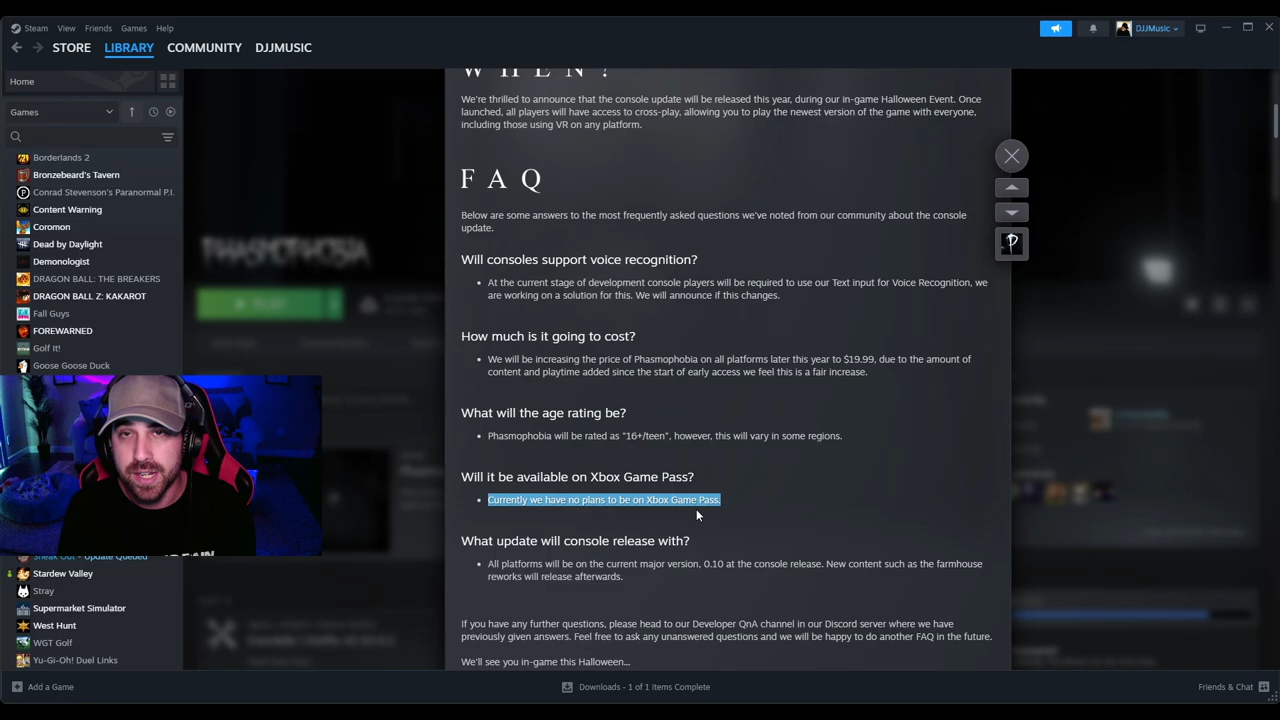 Steam View Friends Games Help
DJJMusic
STORE LIBRARY COMMUNITY DJJMUSIC
Home
Games
Borderlands 2
Bronzebeard's Tavern
Conrad Stevenson's Paranormal P.I.
Content Warning
Coromon
Dead by Daylight
Demonologist
DRAGON BALL: THE BREAKERS
DRAGON BALL Z: KAKAROT
Fall Guys
FOREWARNED
Golf It!
Goose Goose Duck
Sneak Out - Update Queued
Stardew Valley
Stray
Supermarket Simulator
West Hunt
WGT Golf
Yu-Gi-Oh! Duel Links
PHASMOPHOBIA
PLAY
WHEN?
We're thrilled to announce that the console update will be released this year, during our in-game Halloween Event. Once
launched, all players will have access to cross-play, allowing you to play the newest version of the game with everyone,
including those using VR on any platform.
FAQ
Below are some answers to the most frequently asked questions we've noted from our community about the console
update.
Will consoles support voice recognition?
• At the current stage of development console players will be required to use our Text input for Voice Recognition, we
are working on a solution for this. We will announce if this changes.
How much is it going to cost?
• We will be increasing the price of Phasmophobia on all platforms later this year to $19.99, due to the amount of
content and playtime added since the start of early access we feel this is a fair increase.
What will the age rating be?
• Phasmophobia will be rated as "16+/teen", however, this will vary in some regions.
Will it be available on Xbox Game Pass?
• Currently we have no plans to be on Xbox Game Pass.
What update will console release with?
• All platforms will be on the current major version, 0.10 at the console release. New content such as the farmhouse
reworks will release afterwards.
If you have any further questions, please head to our Developer QnA channel in our Discord server where we have
previously given answers. Feel free to ask any unanswered questions and we will be happy to do another FAQ in the future.
We'll see you in-game this Halloween...
Add a Game
Downloads - 1 of 1 Items Complete
Friends & Chat